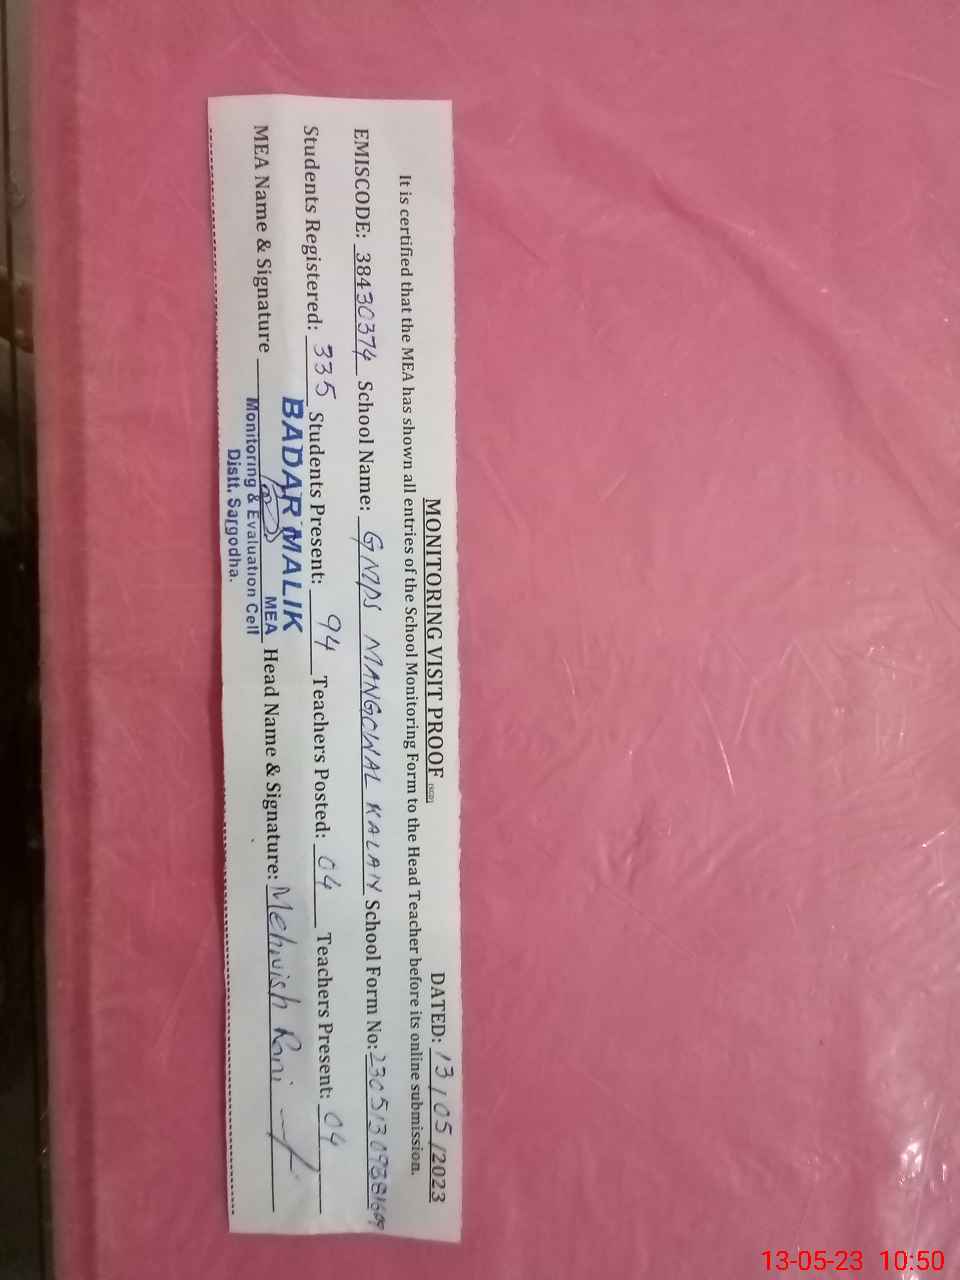 MONITORING VISIT PROOF (SGD) DATED: 13/05/2023
It is certified that the MEA has shown all entries of the School Monitoring Form to the Head Teacher before its online submission.
EMISCODE: 38430374 School Name: GMPS MANGOWAL KALAN School Form No:
Students Registered: 335 Students Present: 94 Teachers Posted: 04 Teachers Present: 04
MEA Name & Signature Head Name & Signature: Mehwish Rani
BADAR MALIK
MEA
Monitoring & Evaluation Cell
Distt. Sargodha.
13-05-23 10:50